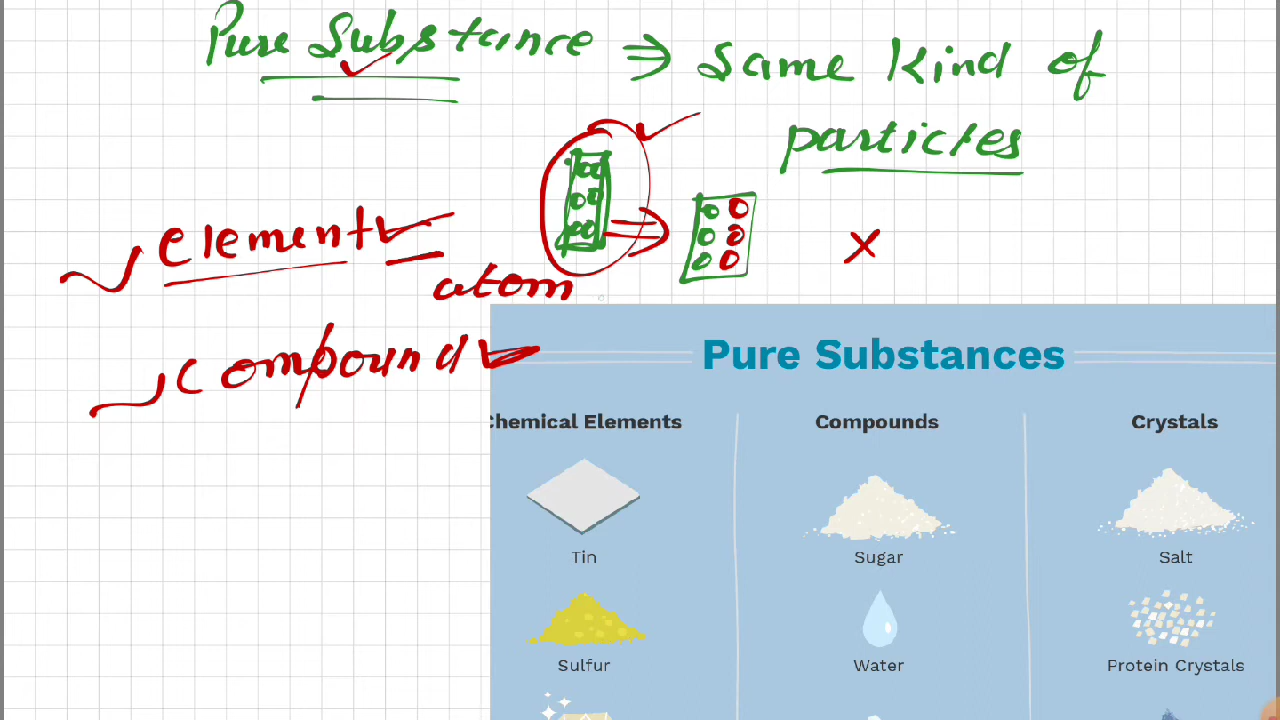 Pure Substance ⇒ Same Kind of
particles
element
atom
compound
Pure Substances
Chemical Elements Compounds Crystals
Tin Sugar Salt
Sulfur Water Protein Crystals